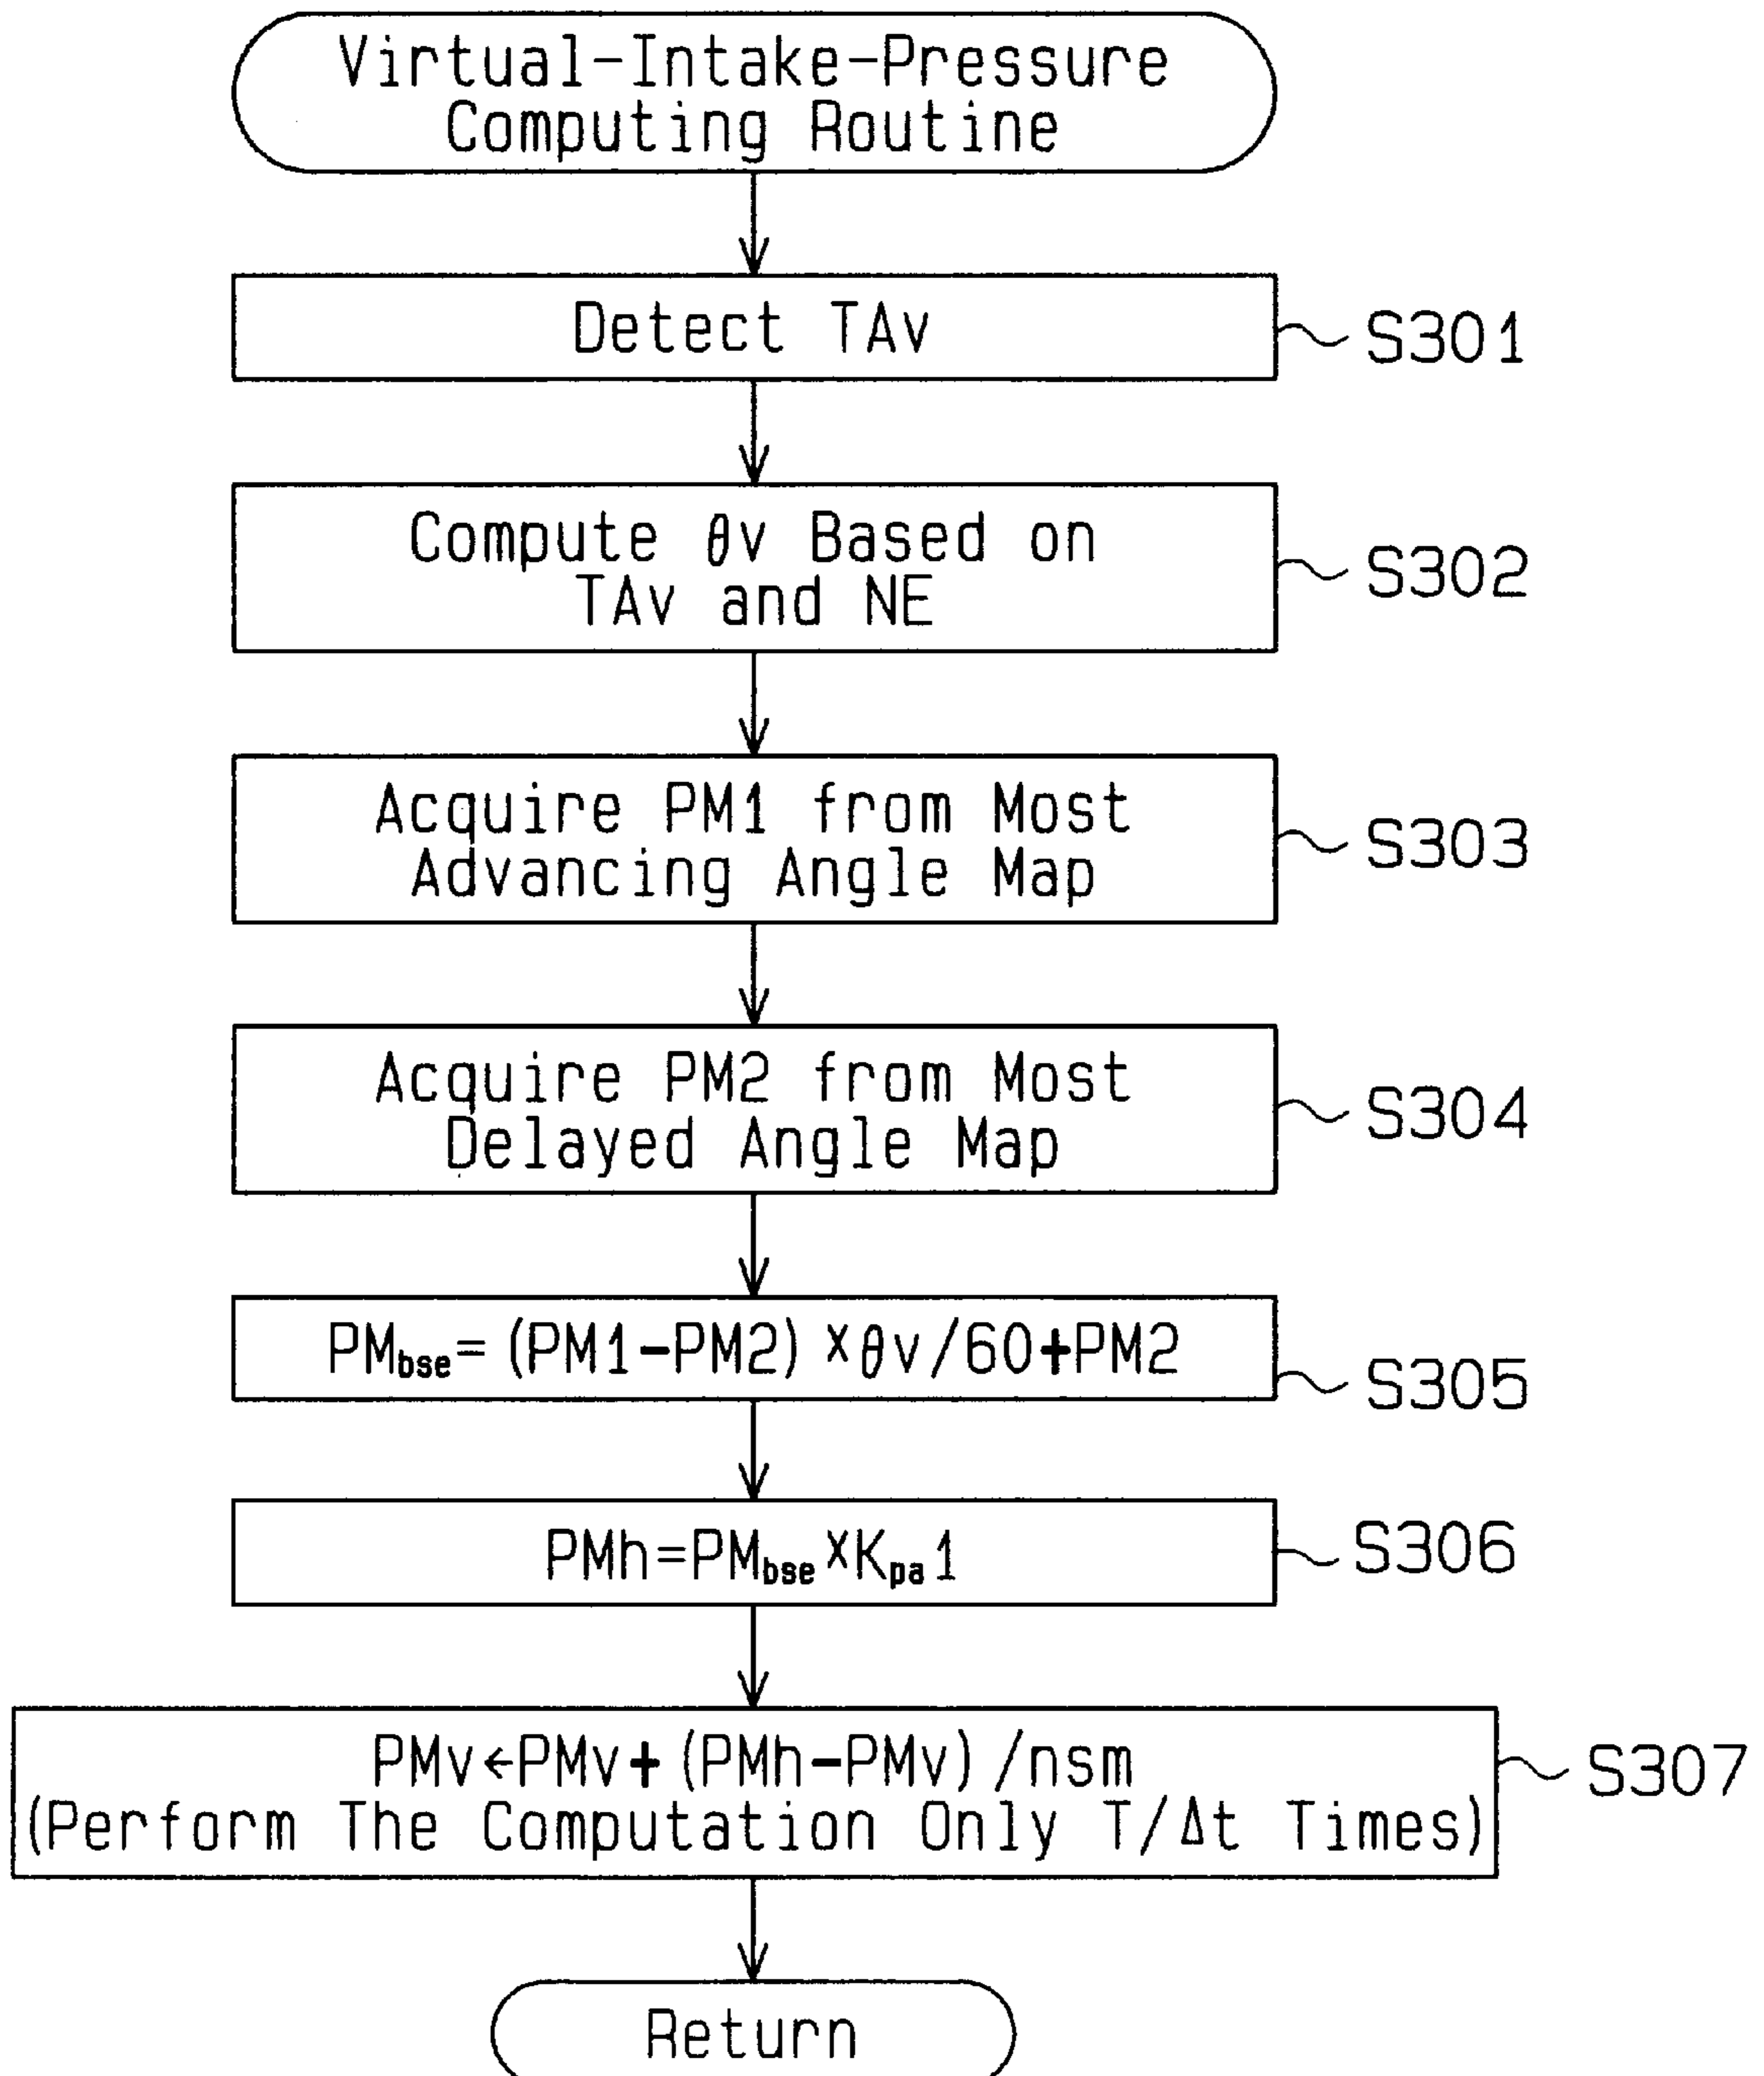 Virtual-Intake-Pressure
Computing Routine
Detect TAv
S301
Compute θv Based on
TAv and NE
S302
Acquire PM1 from Most
Advancing Angle Map
S303
Acquire PM2 from Most
Delayed Angle Map
S304
PMbse=(PM1-PM2)×θv/60+PM2
S305
PMh=PMbse×Kpa1
S306
PMv←PMv+(PMh-PMv)/nsm
(Perform The Computation Only T/Δt Times)
S307
Return